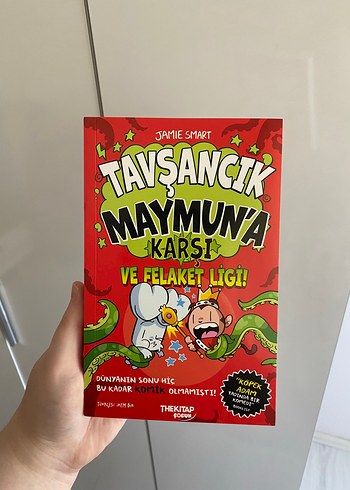 JAMIE SMART
TAVŞANCIK
MAYMUN'A
KARŞI
VE FELAKET LİGİ!
DÜNYANIN SONU HİÇ
BU KADAR KOMİK OLMAMIŞTI!
THEKITAP
ÇOCUK
"KÖPEK
ADAM
TADINDA BİR
KOMEDİ"